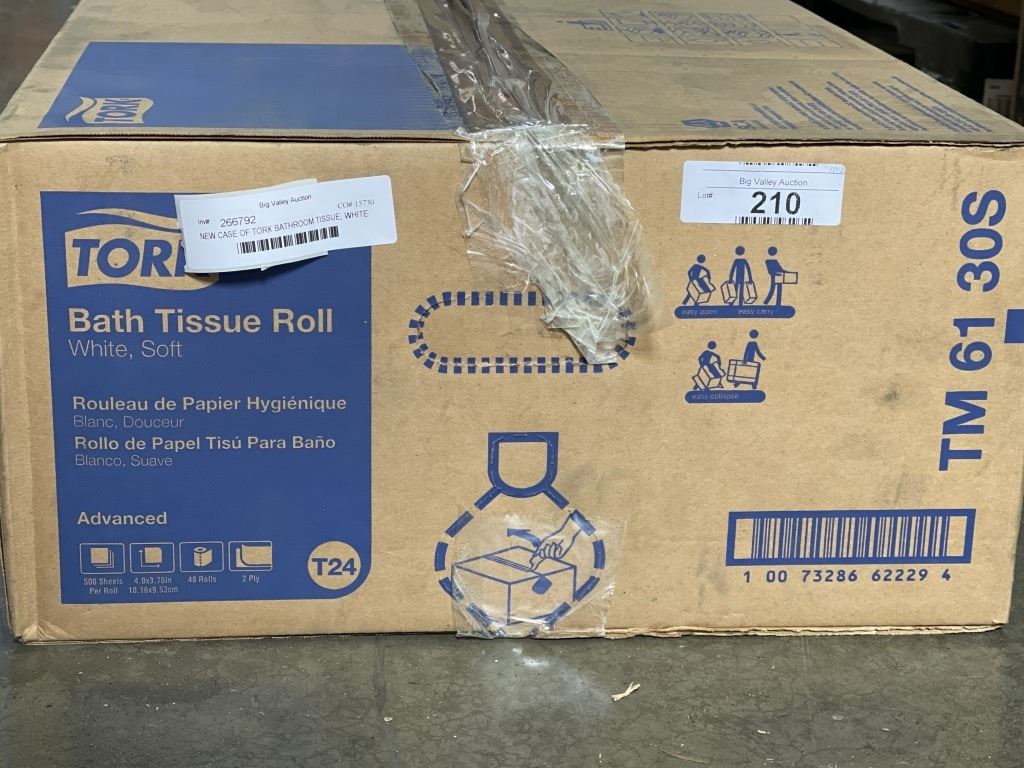 TORK
Big Valley Auction
Inv# 266792 CO# 15730
NEW CASE OF TORK BATHROOM TISSUE, WHITE
Big Valley Auction
Lot# 210
TORK
Bath Tissue Roll
White, Soft
Rouleau de Papier Hygiénique
Blanc, Douceur
Rollo de Papel Tisú Para Baño
Blanco, Suave
Advanced
500 Sheets Per Roll
4.0x3.75in 10.16x9.53cm
48 Rolls
2 Ply
T24
easy open easy carry
easy collapse
TM 61 30S
1 00 73286 62229 4